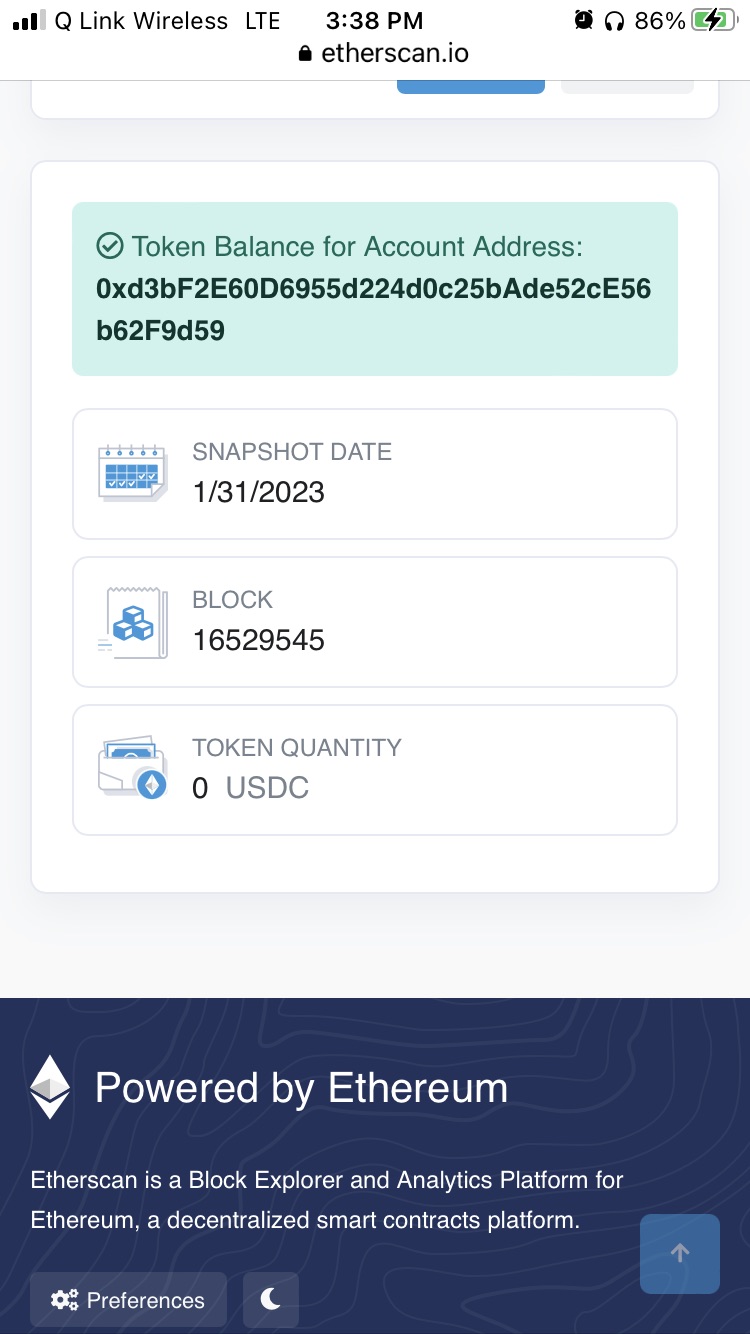 Q Link Wireless LTE 3:38 PM 86%
etherscan.io
Token Balance for Account Address:
0xd3bF2E60D6955d224d0c25bAde52cE56
b62F9d59
SNAPSHOT DATE
1/31/2023
BLOCK
16529545
TOKEN QUANTITY
0 USDC
Powered by Ethereum
Etherscan is a Block Explorer and Analytics Platform for
Ethereum, a decentralized smart contracts platform.
Preferences